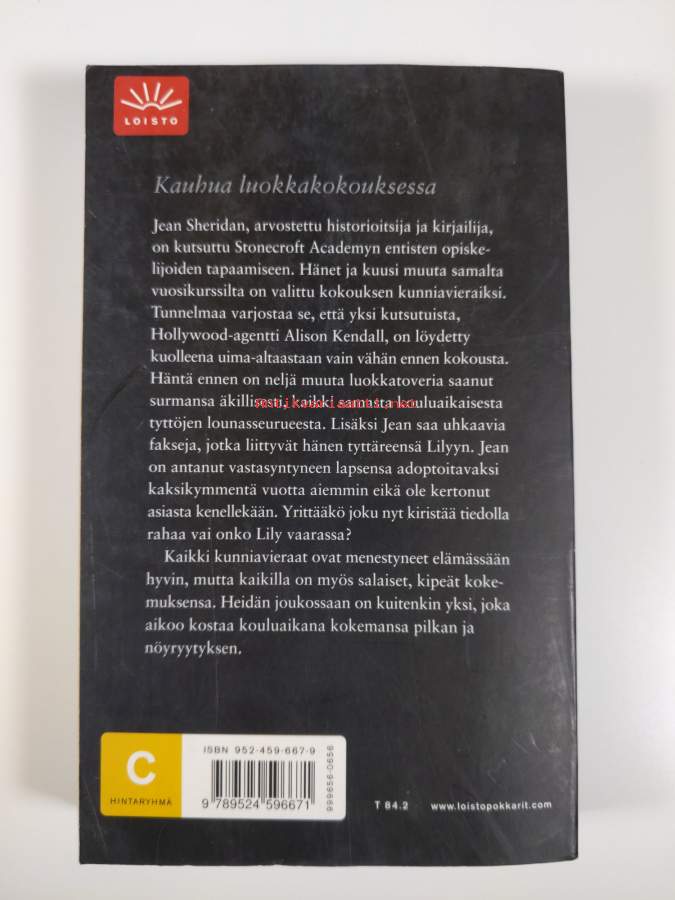 LOISTO
Kauhua luokkakokouksessa
Jean Sheridan, arvostettu historioitsija ja kirjailija,
on kutsuttu Stonecroft Academyn entisten opiske-
lijoiden tapaamiseen. Hänet ja kuusi muuta samalta
vuosikurssilta on valittu kokouksen kunniavieraiksi.
Tunnelmaa varjostaa se, että yksi kutsutuista,
Hollywood-agentti Alison Kendall, on löydetty
kuolleena uima-altaastaan vain vähän ennen kokousta.
Häntä ennen on neljä muuta luokkatoveria saanut
surmansa äkillisesti, kaikki samasta kouluaikaisesta
tyttöjen lounasseurueesta. Lisäksi Jean saa uhkaavia
fakseja, jotka liittyvät hänen tyttäreensä Lilyyn. Jean
on antanut vastasyntyneen lapsensa adoptoitavaksi
kaksikymmentä vuotta aiemmin eikä ole kertonut
asiasta kenellekään. Yrittääkö joku nyt kiristää tiedolla
rahaa vai onko Lily vaarassa?
Kaikki kunniavieraat ovat menestyneet elämässään
hyvin, mutta kaikilla on myös salaiset, kipeät koke-
muksensa. Heidän joukossaan on kuitenkin yksi, joka
aikoo kostaa kouluaikana kokemansa pilkan ja
nöyryytyksen.
C
HINTARYHMÄ
ISBN 952-459-667-9
9 789524 596671
999656-0656
T 84.2
www.loistopokkarit.com